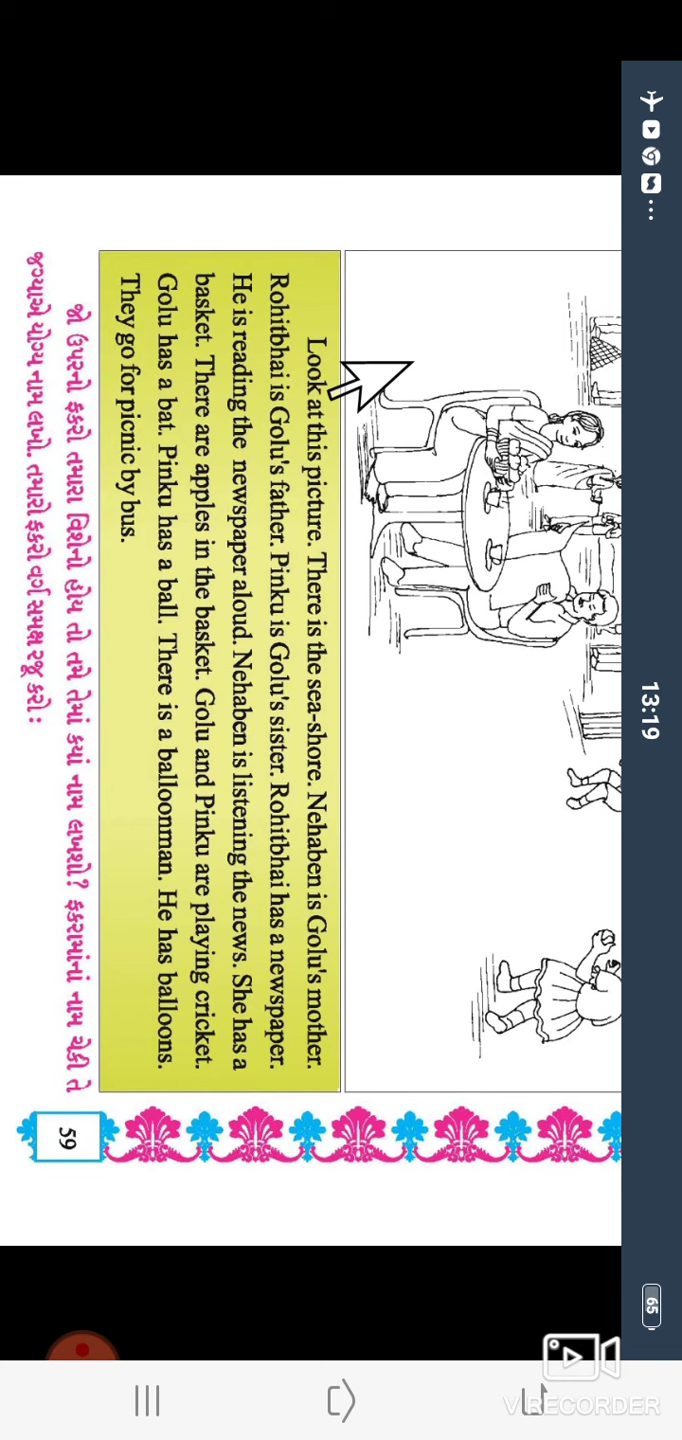 13:19
65
Look at this picture. There is the sea-shore. Nehaben is Golu's mother.
Rohitbhai is Golu's father. Pinku is Golu's sister. Rohitbhai has a newspaper.
He is reading the newspaper aloud. Nehaben is listening the news. She has a
basket. There are apples in the basket. Golu and Pinku are playing cricket.
Golu has a bat. Pinku has a ball. There is a balloonman. He has balloons.
They go for picnic by bus.
જો ઉપરનો ફકરો તમારા વિશેનો હોય તો તમે તેમાં ક્યાં નામ લખશો? ફકરામાંનાં નામ ચેકી તે
જગ્યાએ યોગ્ય નામ લખો. તમારો ફકરો વર્ગ સમક્ષ રજૂ કરો :
59
V RECORDER